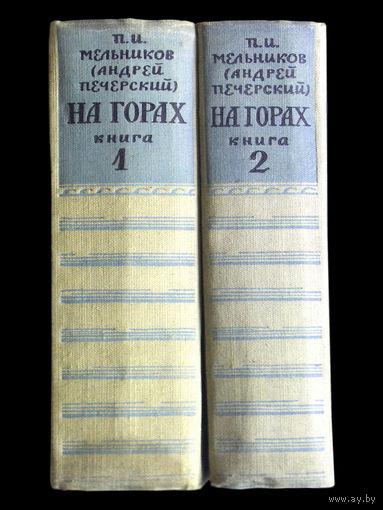 П.И.
МЕЛЬНИКОВ
(АНДРЕЙ
ПЕЧЕРСКИЙ)
НА ГОРАХ
КНИГА
1
П.И.
МЕЛЬНИКОВ
(АНДРЕЙ
ПЕЧЕРСКИЙ)
НА ГОРАХ
КНИГА
2
www.ay.by